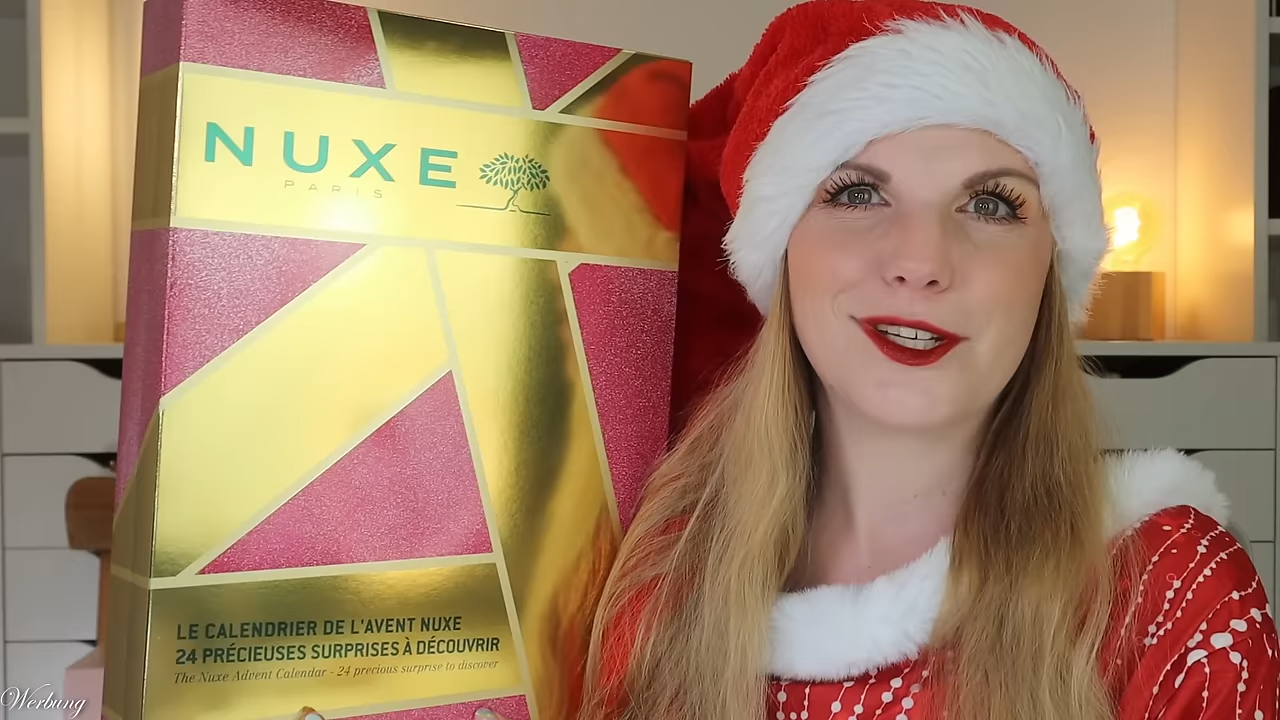 NUXE
PARIS
LE CALENDRIER DE L'AVENT NUXE
24 PRÉCIEUSES SURPRISES À DÉCOUVRIR
The Nuxe Advent Calendar - 24 precious surprise to discover
Werbung